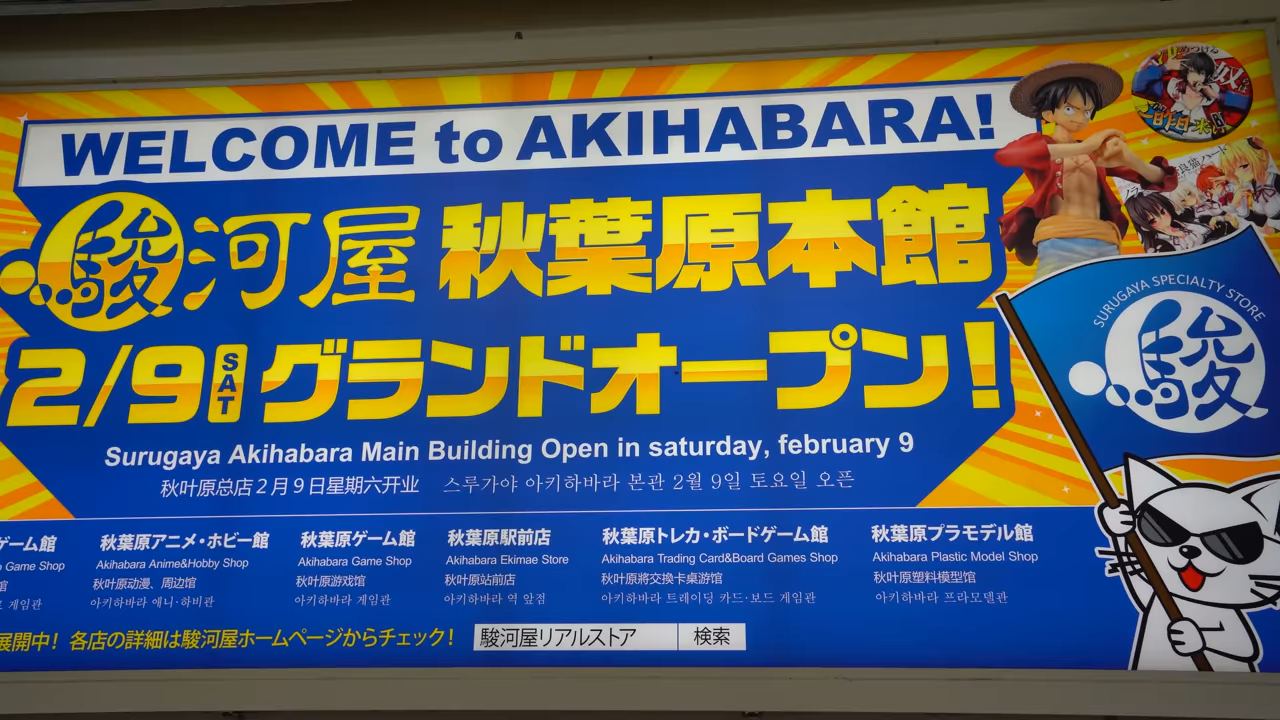 WELCOME to AKIHABARA!
駿河屋 秋葉原本館
2/9 SAT グランドオープン!
Surugaya Akihabara Main Building Open in saturday, february 9
秋叶原总店2月9日星期六开业 스루가야 아키하바라 본관 2월 9일 토요일 오픈
SURUGAYA SPECIALTY STORE
駿
ゲーム館
Game Shop
館
게임관
秋葉原アニメ・ホビー館
Akihabara Anime&Hobby Shop
秋叶原动漫、周边馆
아키하바라 애니·하비관
秋葉原ゲーム館
Akihabara Game Shop
秋叶原游戏馆
아키하바라 게임관
秋葉原駅前店
Akihabara Ekimae Store
秋叶原站前店
아키하바라 역 앞점
秋葉原トレカ・ボードゲーム館
Akihabara Trading Card&Board Games Shop
秋叶原將交換卡桌游馆
아키하바라 트레이딩 카드·보드 게임관
秋葉原プラモデル館
Akihabara Plastic Model Shop
秋叶原塑料模型馆
아키하바라 프라모델관
展開中! 各店の詳細は駿河屋ホームページからチェック!
駿河屋リアルストア 検索